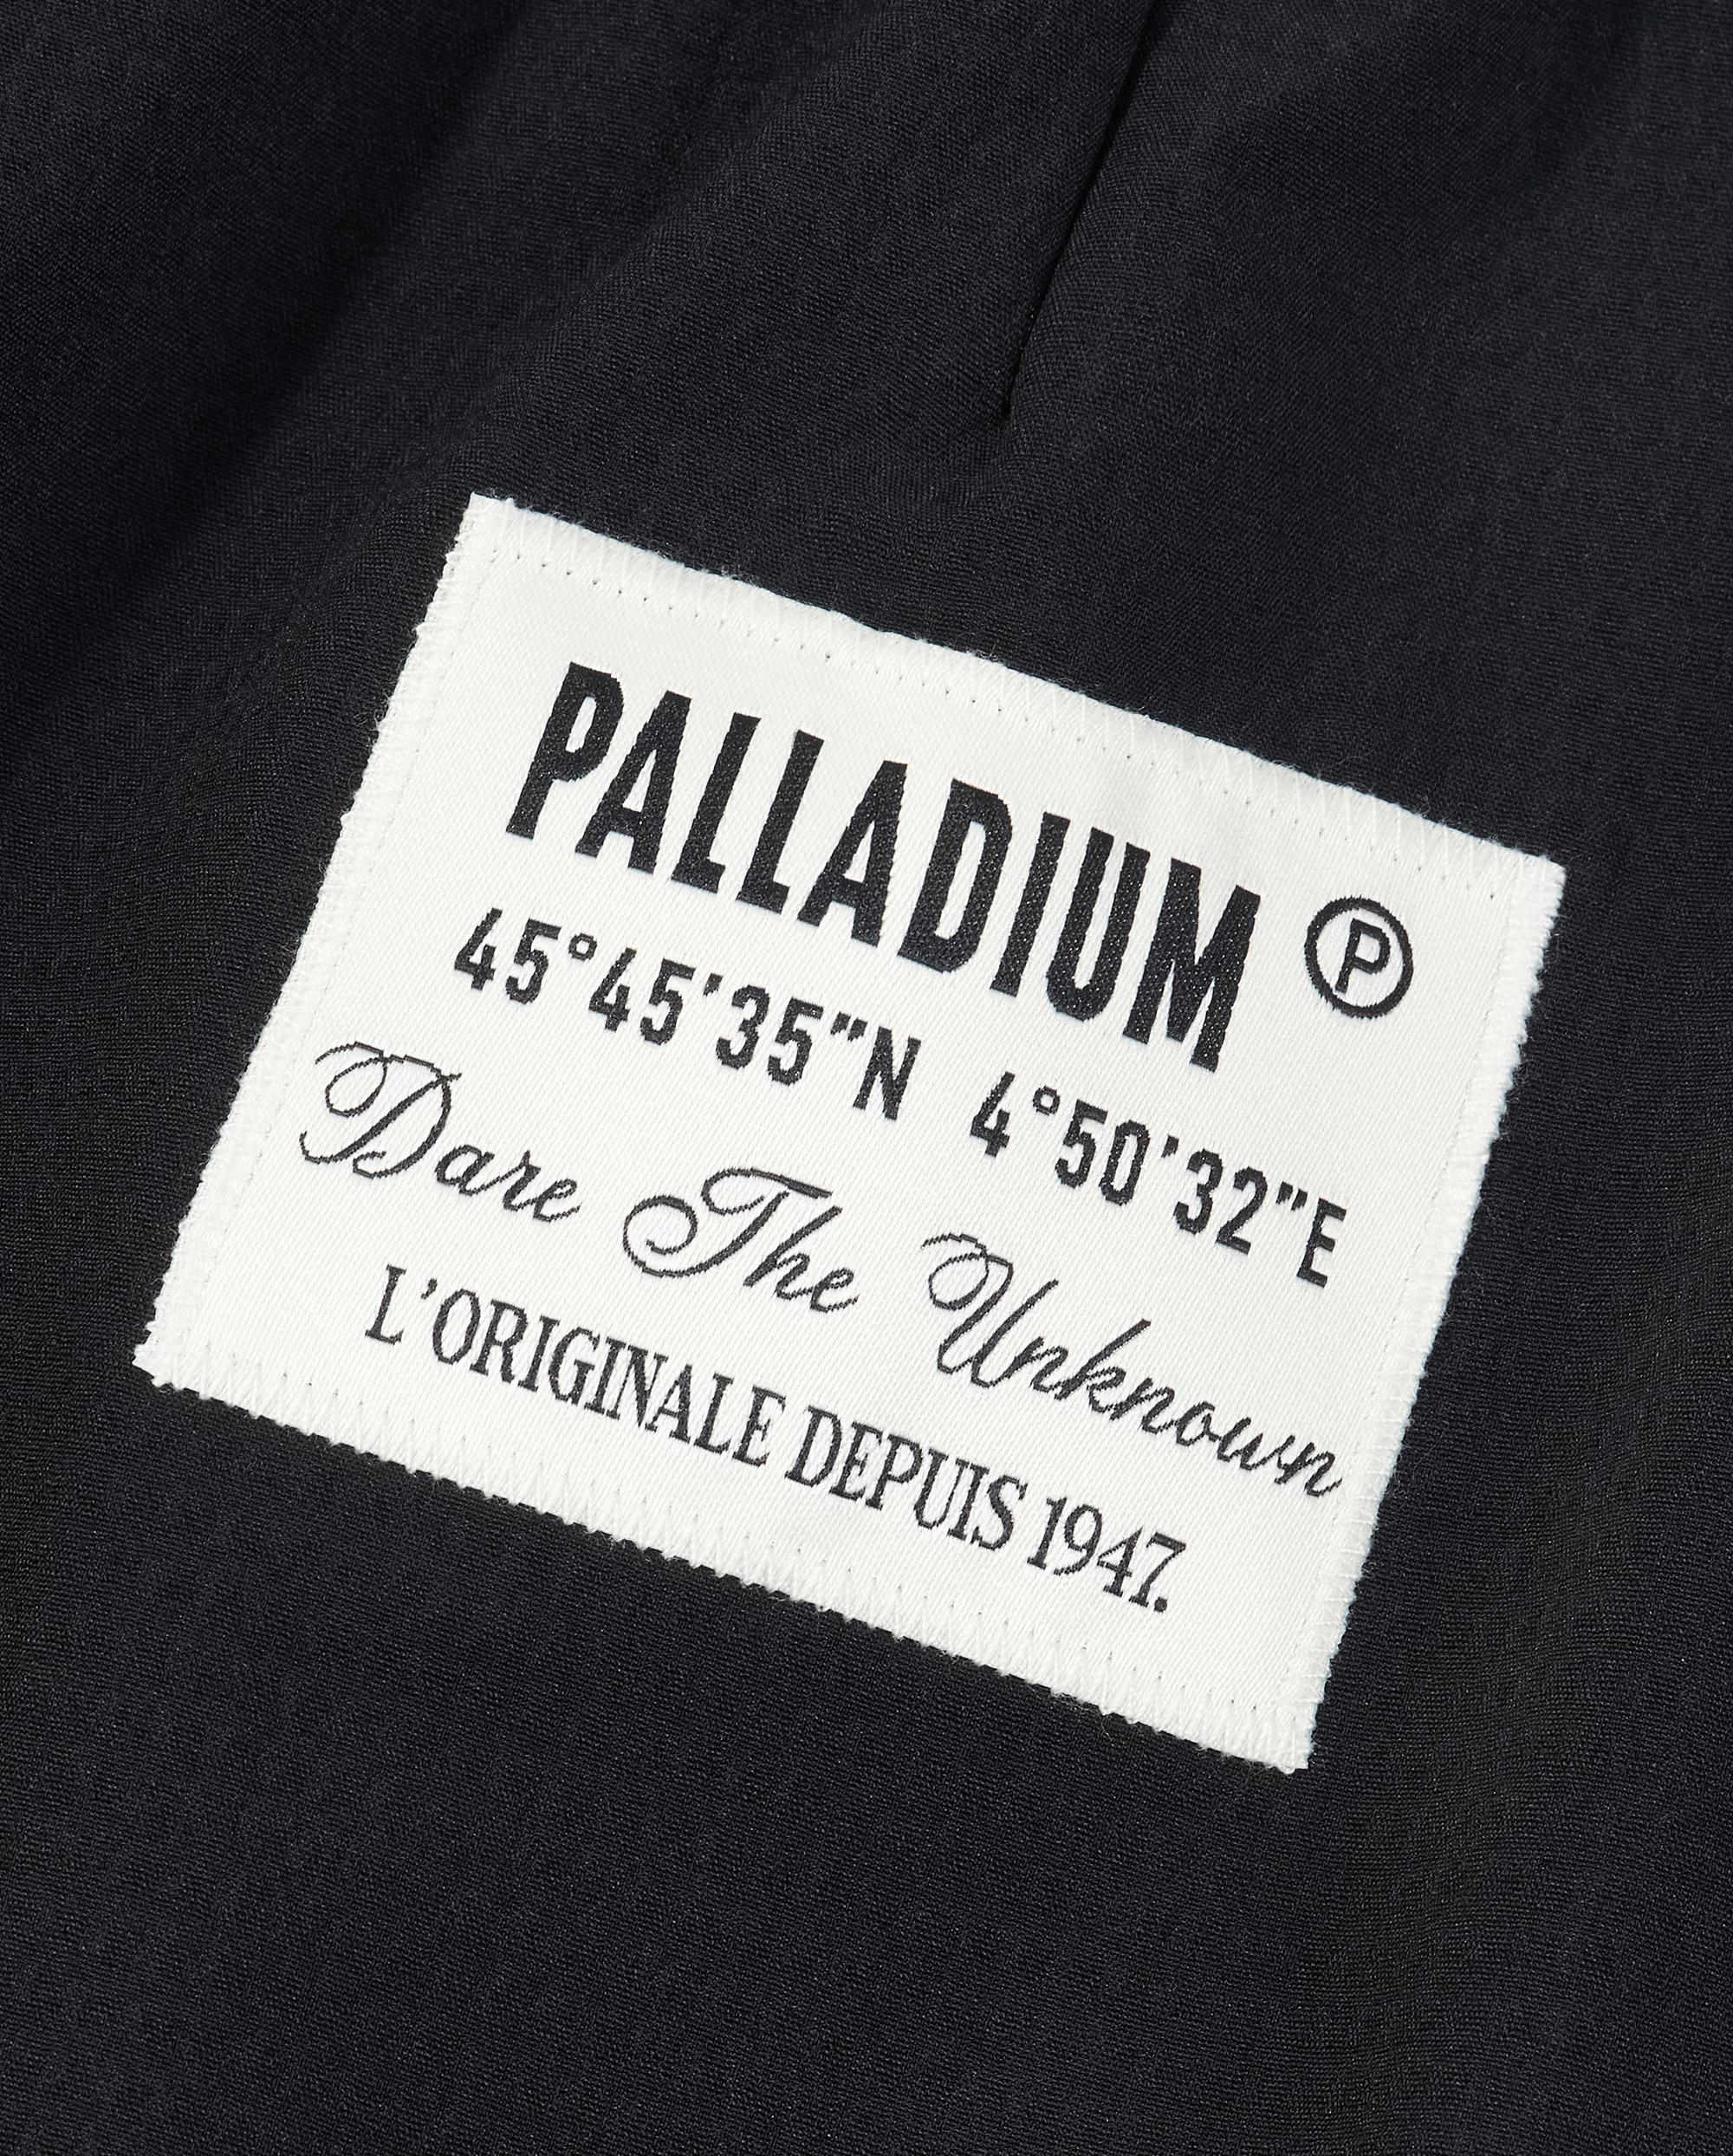 PALLADIUM Ⓟ
45°45'35"N 4°50'32"E
Dare The Unknown
L'ORIGINALE DEPUIS 1947.